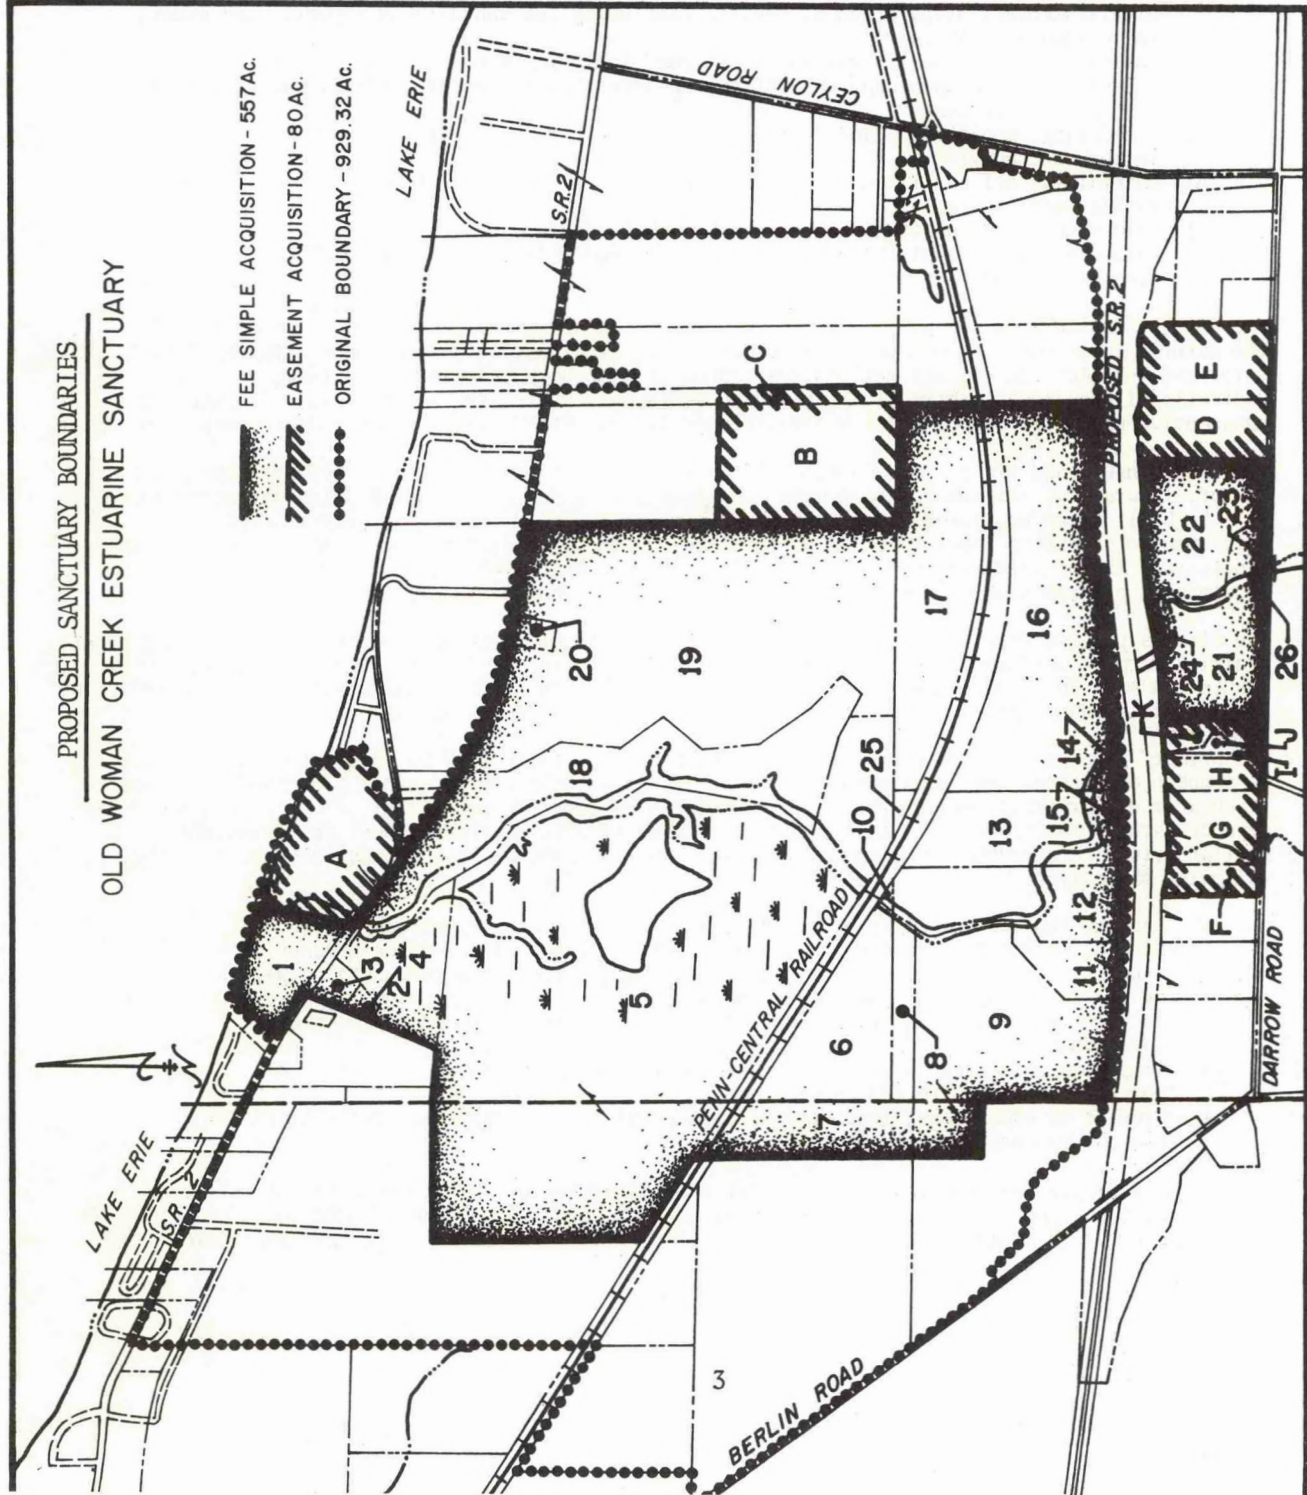 PROPOSED SANCTUARY BOUNDARIES
OLD WOMAN CREEK ESTUARINE SANCTUARY
FEE SIMPLE ACQUISITION - 557 Ac.
EASEMENT ACQUISITION - 80 Ac.
ORIGINAL BOUNDARY - 929.32 Ac.
LAKE ERIE
LAKE ERIE
S.R. 2
S.R. 2
CEYLON ROAD
PROPOSED S.R. 2
PENN-CENTRAL RAILROAD
BERLIN ROAD
DARROW ROAD
N
A
B
C
D
E
F
G
H
I
J
K
1
2
3
4
5
6
7
8
9
10
11
12
13
14
15
16
17
18
19
20
21
22
23
24
25
26
3